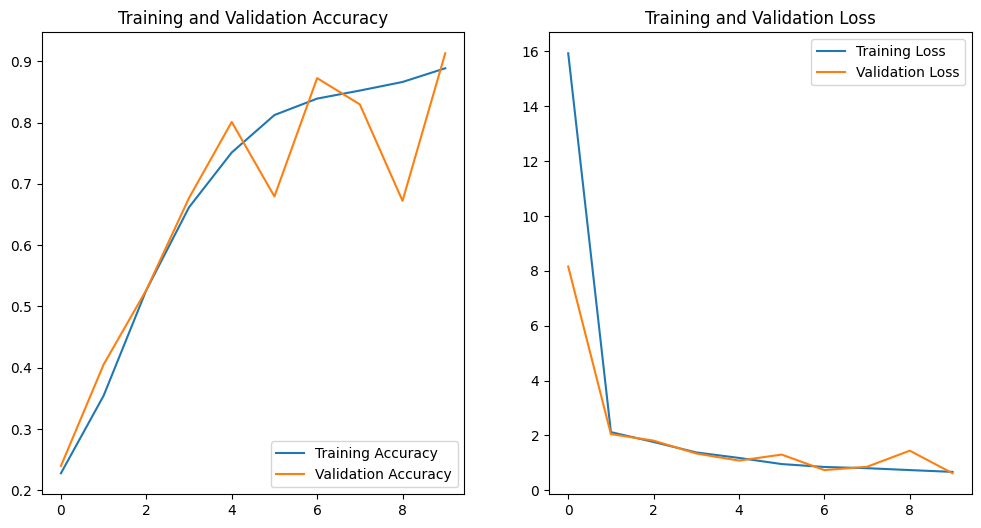 Training and Validation Accuracy
0.9
0.8
0.7
0.6
0.5
0.4
0.3
0.2
0 2 4 6 8
Training Accuracy
Validation Accuracy
Training and Validation Loss
16
14
12
10
8
6
4
2
0
0 2 4 6 8
Training Loss
Validation Loss